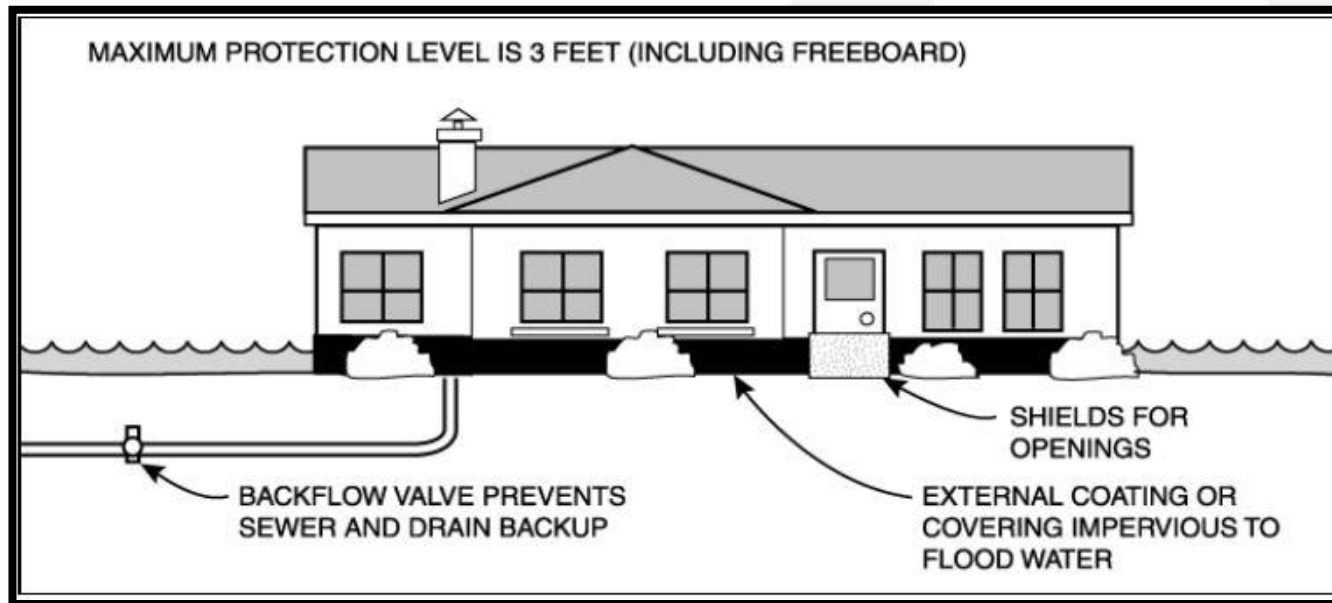 MAXIMUM PROTECTION LEVEL IS 3 FEET (INCLUDING FREEBOARD)
SHIELDS FOR
OPENINGS
BACKFLOW VALVE PREVENTS
SEWER AND DRAIN BACKUP
EXTERNAL COATING OR
COVERING IMPERVIOUS TO
FLOOD WATER